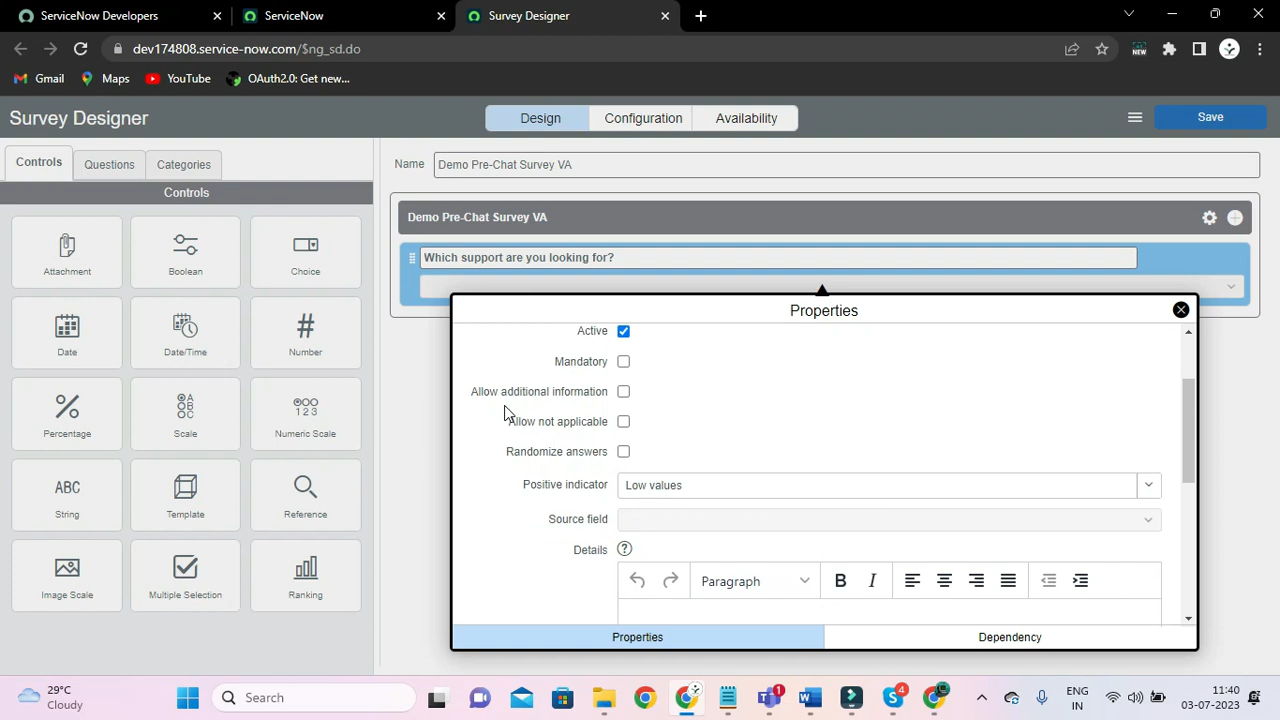 ServiceNow Developers
ServiceNow
Survey Designer
dev174808.service-now.com/$ng_sd.do
NEW
Gmail
Maps
YouTube
OAuth2.0: Get new...
Survey Designer
Design
Configuration
Availability
Save
Controls
Questions
Categories
Name
Demo Pre-Chat Survey VA
Controls
Demo Pre-Chat Survey VA
Attachment
Boolean
Choice
Which support are you looking for?
Date
Date/Time
Number
Percentage
Scale
Numeric Scale
ABC
String
Template
Reference
Image Scale
Multiple Selection
Ranking
Properties
Active
Mandatory
Allow additional information
Allow not applicable
Randomize answers
Positive indicator
Low values
Source field
Details
Paragraph
B
I
Properties
Dependency
29°C
Cloudy
Search
1
4
ENG
IN
11:40
03-07-2023